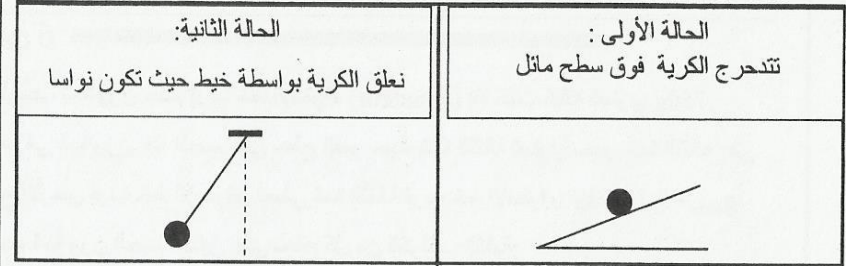 الحالة الأولى :
تتدحرج الكرية فوق سطح مائل
الحالة الثانية:
نعلق الكرية بواسطة خيط حيث تكون نواسا